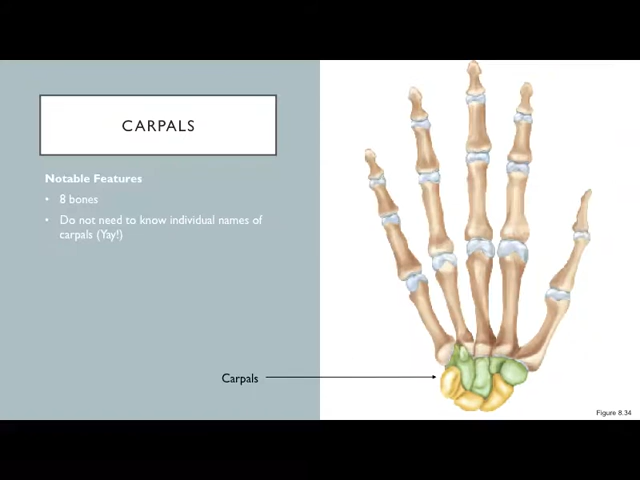 CARPALS
Notable Features
• 8 bones
• Do not need to know individual names of
carpals (Yay!)
Carpals
Figure 8.34